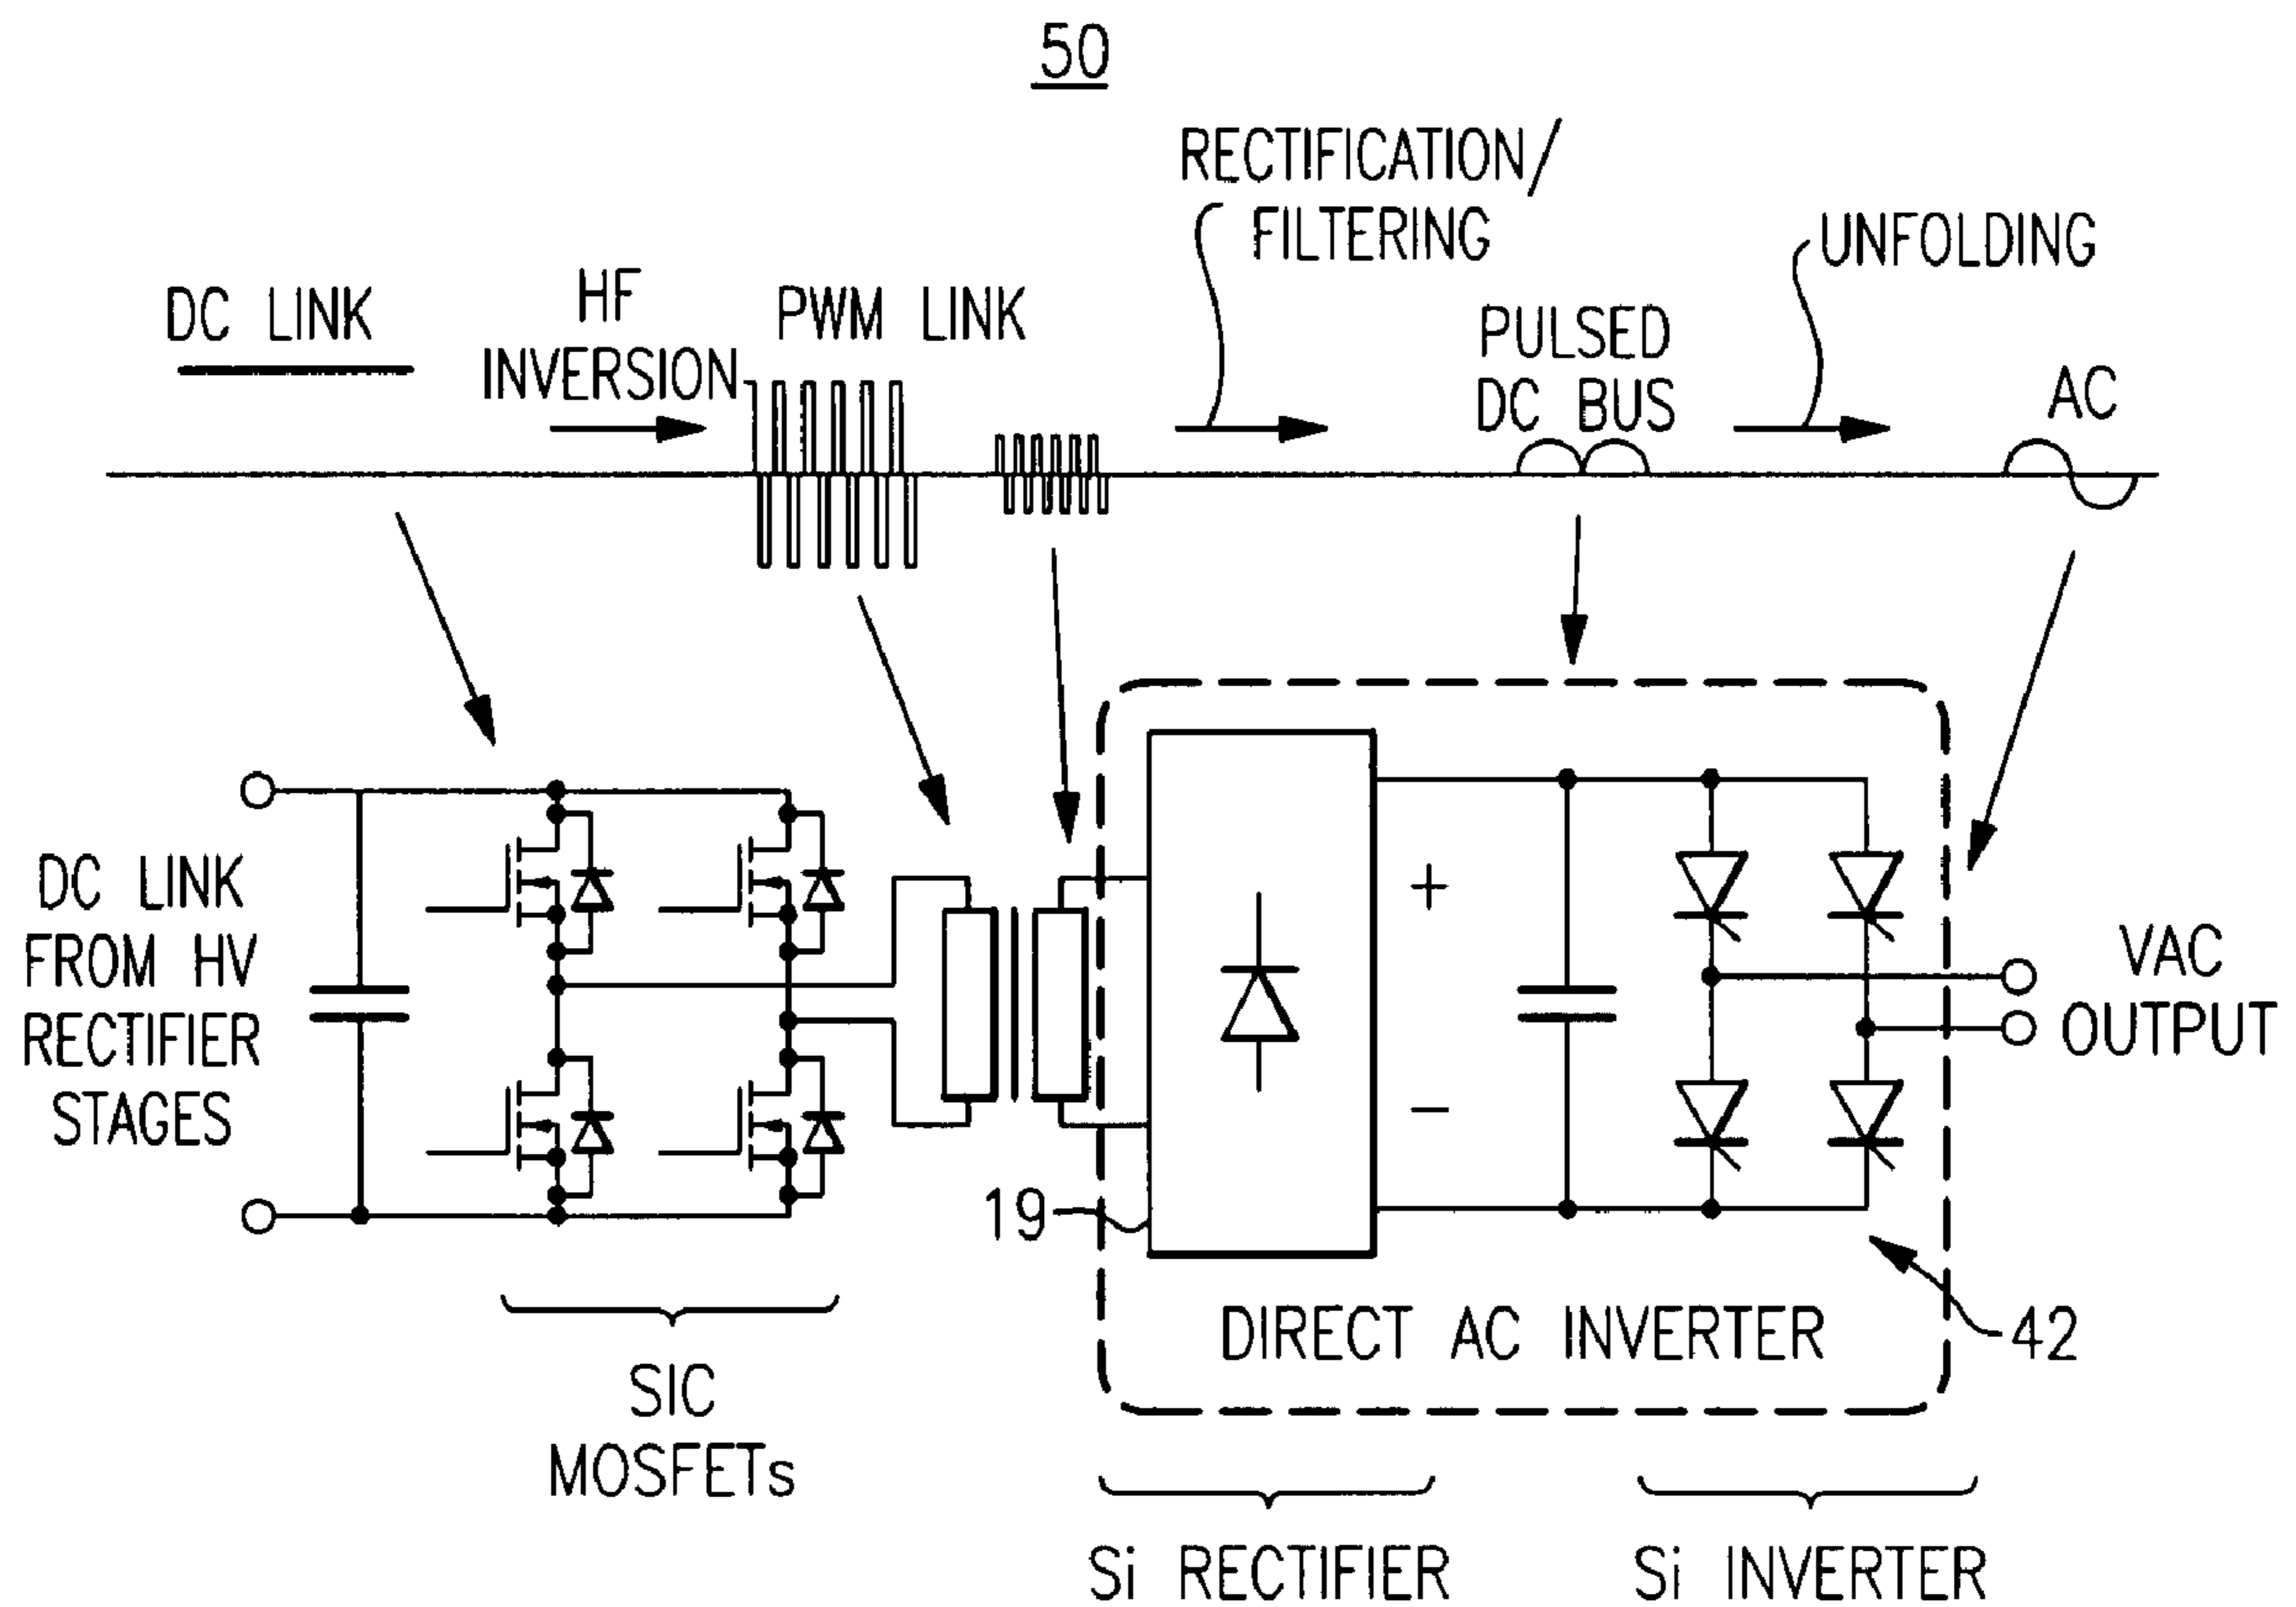 50
RECTIFICATION/
FILTERING
UNFOLDING
DC LINK
HF
INVERSION
PWM LINK
PULSED
DC BUS
AC
DC LINK
FROM HV
RECTIFIER
STAGES
+
−
VAC
OUTPUT
19
DIRECT AC INVERTER
42
SIC
MOSFETs
Si RECTIFIER
Si INVERTER